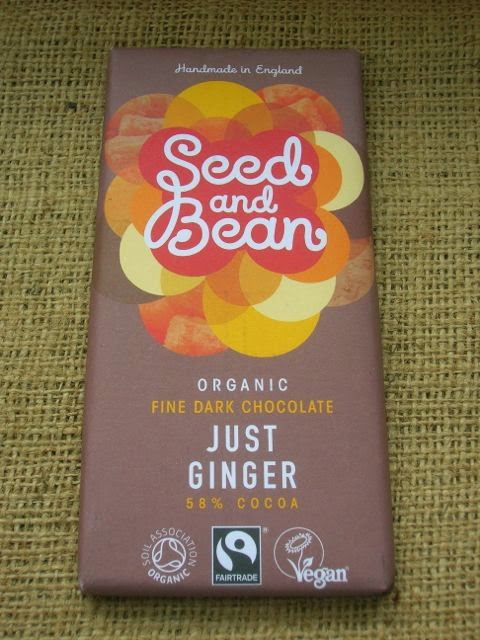 Handmade in England
Seed
and
Bean
ORGANIC
FINE DARK CHOCOLATE
JUST
GINGER
58% COCOA
SOIL ASSOCIATION
ORGANIC
FAIRTRADE
®
Vegan